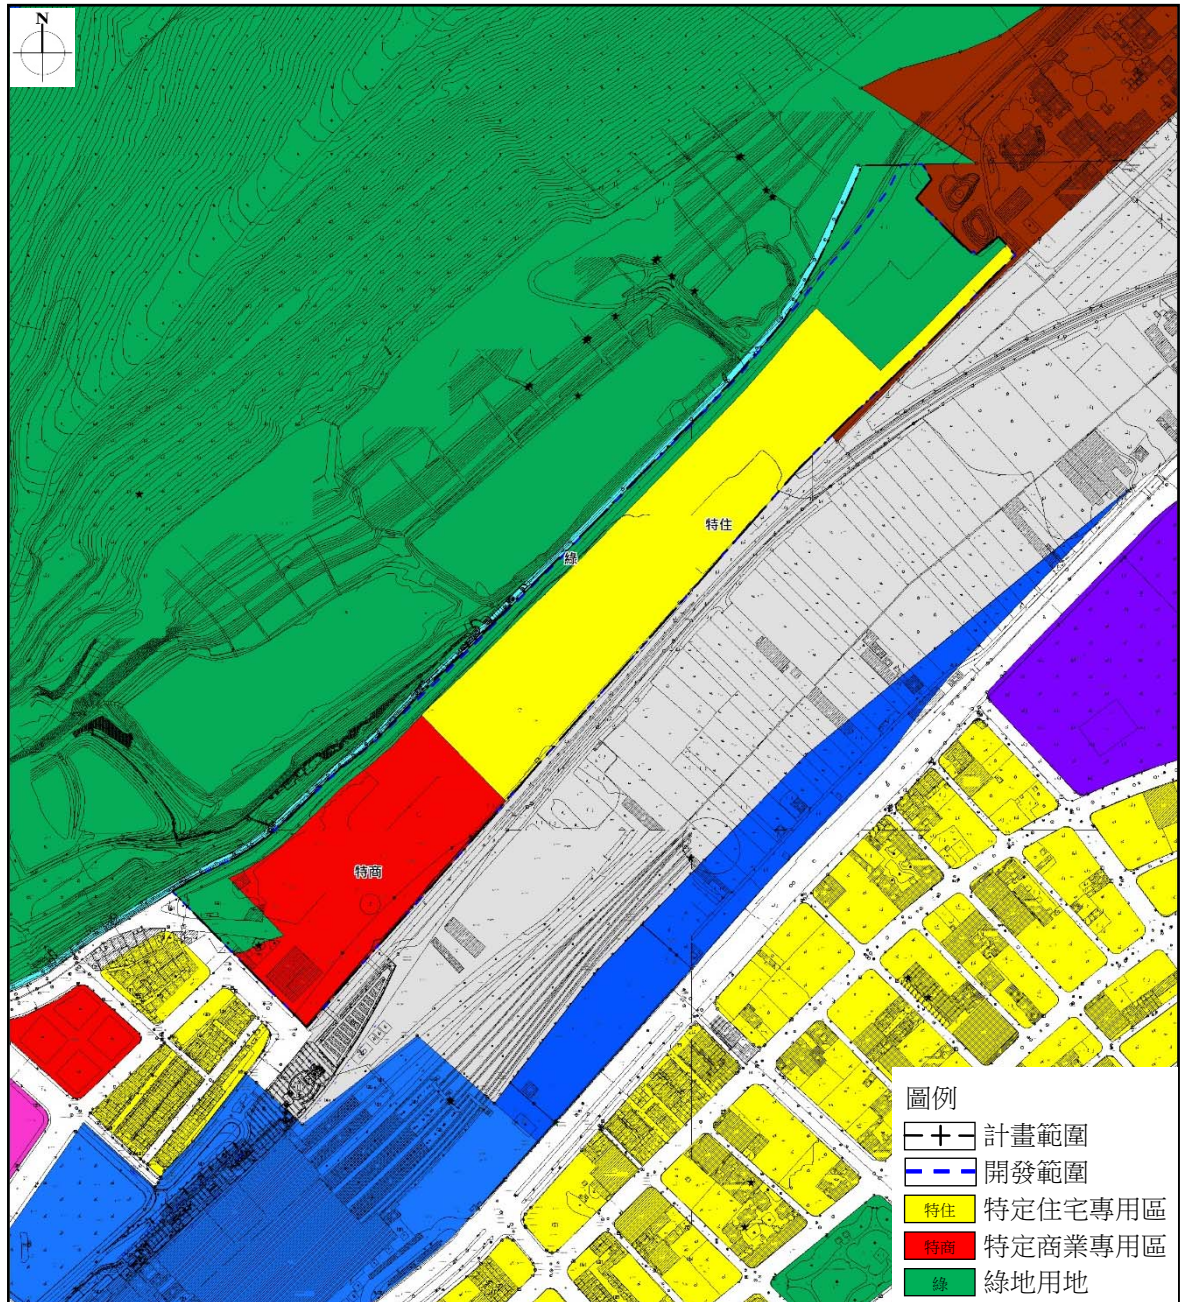 N
特住
綠
特商
圖例
計畫範圍
開發範圍
特住 特定住宅專用區
特商 特定商業專用區
綠 綠地用地